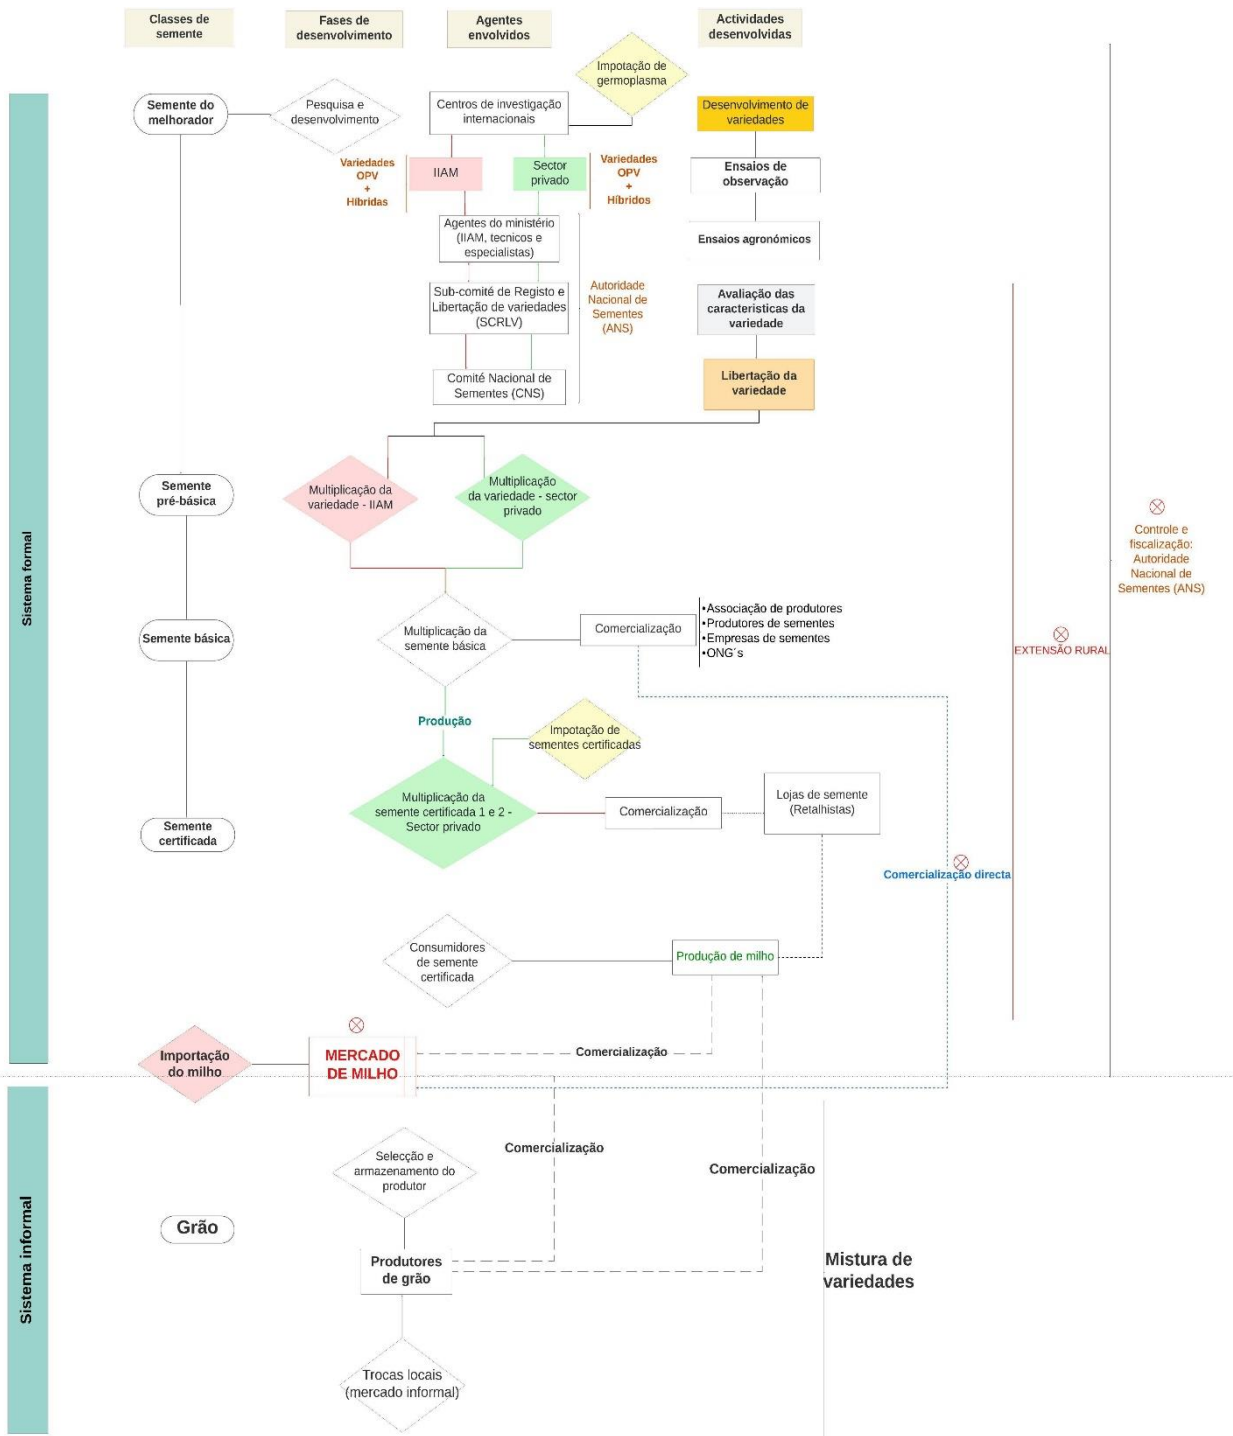 Classes de
semente
Fases de
desenvolvimento
Agentes
envolvidos
Actividades
desenvolvidas
Impotação de
germoplasma
Sistema formal
Semente do
melhorador
Pesquisa e
desenvolvimento
Centros de investigação
internacionais
Desenvolvimento de
variedades
Variedades
OPV
+
Híbridas
IIAM
Sector
privado
Variedades
OPV
+
Híbridos
Ensaios de
observação
Agentes do ministério
(IIAM, tecnicos e
especialistas)
Ensaios agronómicos
Sub-comité de Registo e
Libertação de variedades
(SCRLV)
Autoridade
Nacional de
Sementes
(ANS)
Avaliação das
caracteristicas da
variedade
Comité Nacional de
Sementes (CNS)
Libertação da
variedade
Semente
pré-básica
Multiplicação da
variedade - IIAM
Multiplicação
da variedade - sector
privado
Controle e
fiscalização:
Autoridade
Nacional de
Sementes (ANS)
Semente básica
Multiplicação da
semente básica
Comercialização
•Associação de produtores
•Produtores de sementes
•Empresas de sementes
•ONG´s
EXTENSÃO RURAL
Produção
Impotação de
sementes certificadas
Semente
certificada
Multiplicação da
semente certificada 1 e 2 -
Sector privado
Comercialização
Lojas de semente
(Retalhistas)
Comercialização directa
Consumidores
de semente
certificada
Produção de milho
Importação
do milho
MERCADO
DE MILHO
Comercialização
Sistema informal
Selecção e
armazenamento do
produtor
Comercialização
Comercialização
Grão
Produtores
de grão
Mistura de
variedades
Trocas locais
(mercado informal)